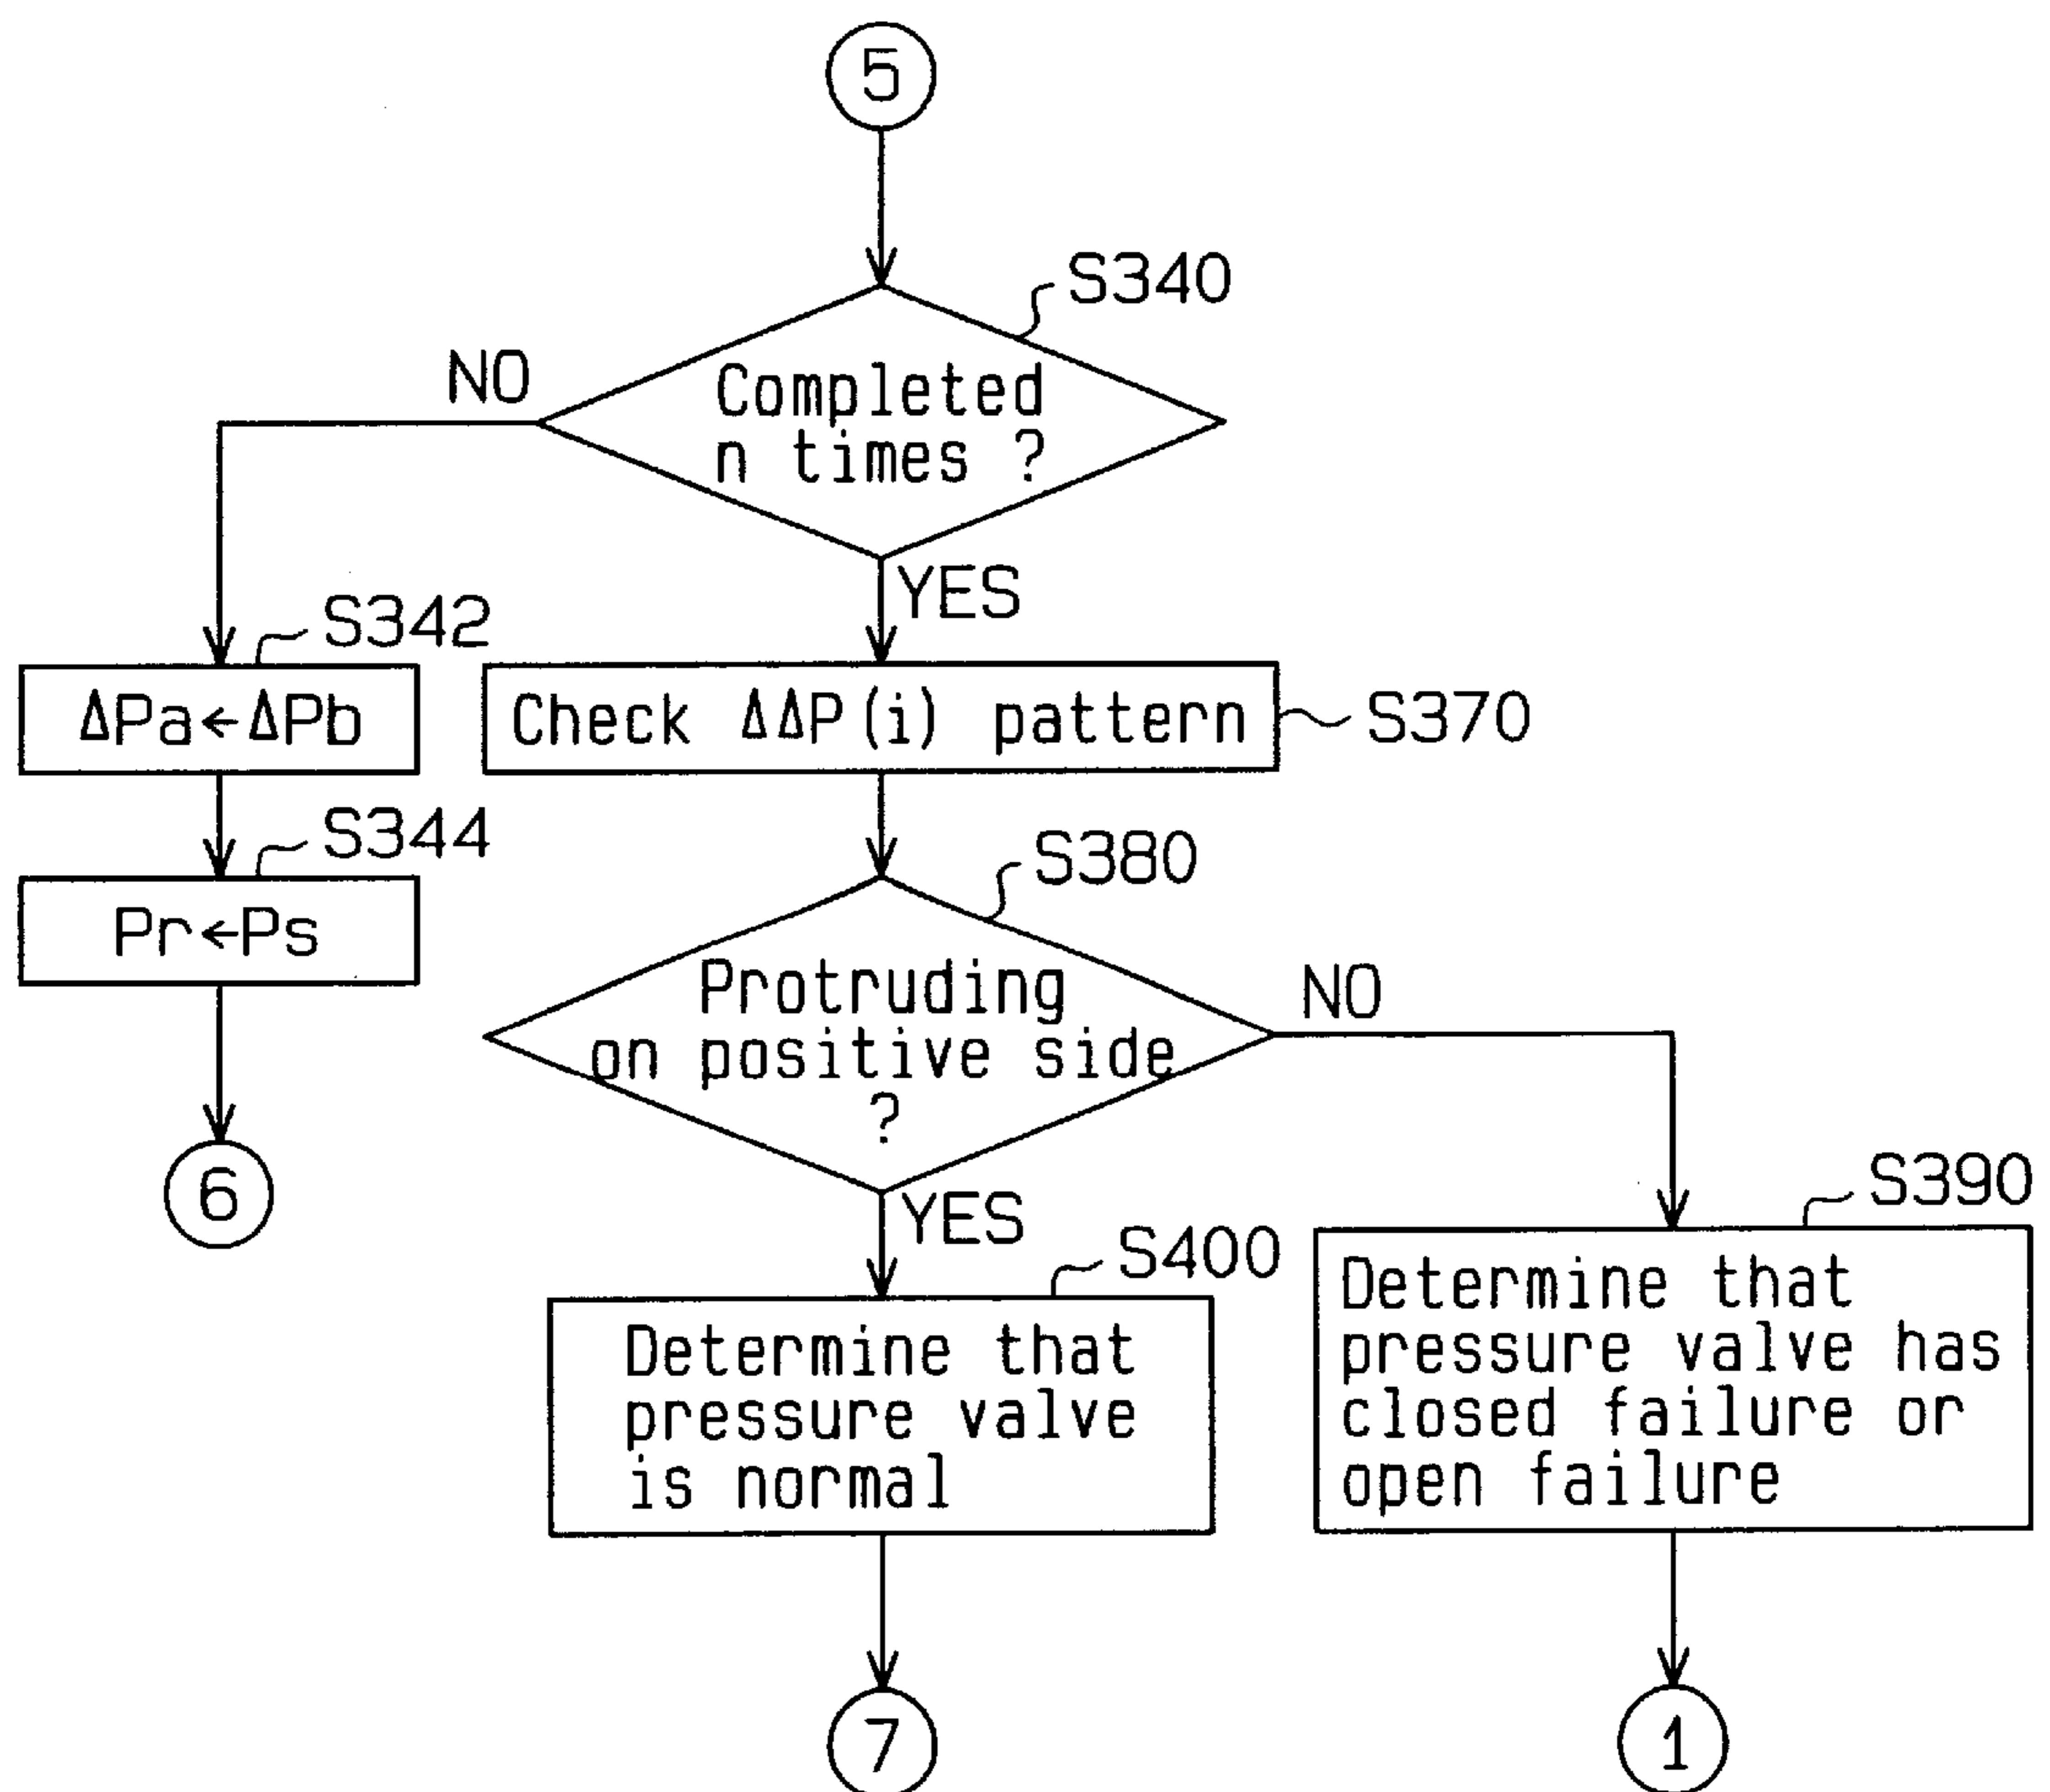 5
S340
Completed
n times ?
NO
YES
S342
ΔPa←ΔPb
Check ΔΔP(i) pattern
S370
S344
Pr←Ps
S380
Protruding
on positive side
?
NO
YES
6
S390
Determine that
pressure valve has
closed failure or
open failure
S400
Determine that
pressure valve
is normal
7
1